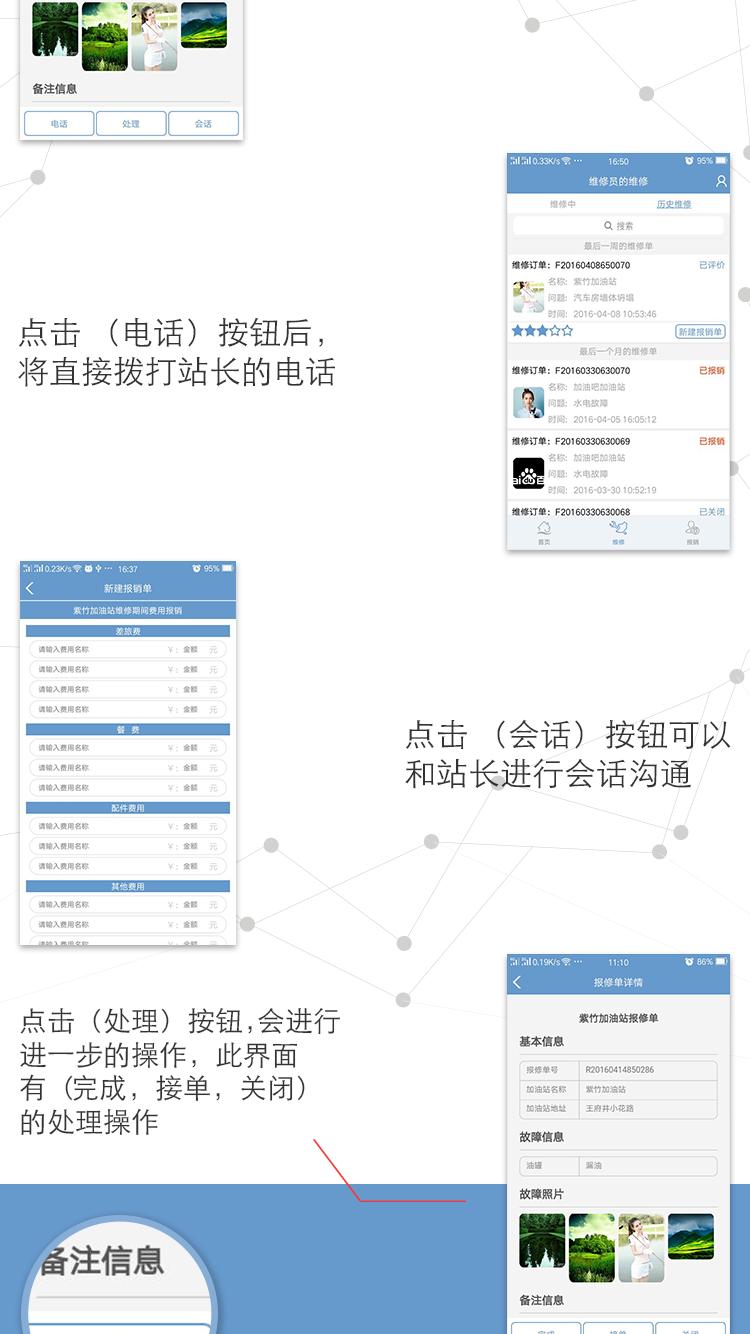 备注信息
电话 处理 会话
0.33K/s 16:50 95%
维修员的维修
维修中 历史维修
搜索
最后一周的维修单
维修订单：F20160408650070 已评价
名称：紫竹加油站
问题：汽车房墙体坍塌
时间：2016-04-08 10:53:46
新建报销单
最后一个月的维修单
维修订单：F20160330630070 已报销
名称：加油吧加油站
问题：水电故障
时间：2016-04-05 16:05:12
维修订单：F20160330630069 已报销
名称：加油吧加油站
问题：水电故障
时间：2016-03-30 10:52:19
维修订单：F20160330630068 已关闭
首页 维修 报销
点击 （电话）按钮后，
将直接拨打站长的电话
0.23K/s 16:37 95%
新建报销单
紫竹加油站维修期间费用报销
差旅费
请输入费用名称 ¥：金额 元
请输入费用名称 ¥：金额 元
请输入费用名称 ¥：金额 元
请输入费用名称 ¥：金额 元
餐 费
请输入费用名称 ¥：金额 元
请输入费用名称 ¥：金额 元
请输入费用名称 ¥：金额 元
配件费用
请输入费用名称 ¥：金额 元
请输入费用名称 ¥：金额 元
请输入费用名称 ¥：金额 元
其他费用
请输入费用名称 ¥：金额 元
请输入费用名称 ¥：金额 元
请输入费用名称 ¥：金额 元
点击 （会话）按钮可以
和站长进行会话沟通
点击（处理）按钮,会进行
进一步的操作，此界面
有（完成，接单，关闭）
的处理操作
0.19K/s 11:10 86%
报修单详情
紫竹加油站报修单
基本信息
报修单号 R20160414850286
加油站名称 紫竹加油站
加油站地址 王府井小花路
故障信息
油罐 漏油
故障照片
备注信息
完成 接单 关闭
备注信息